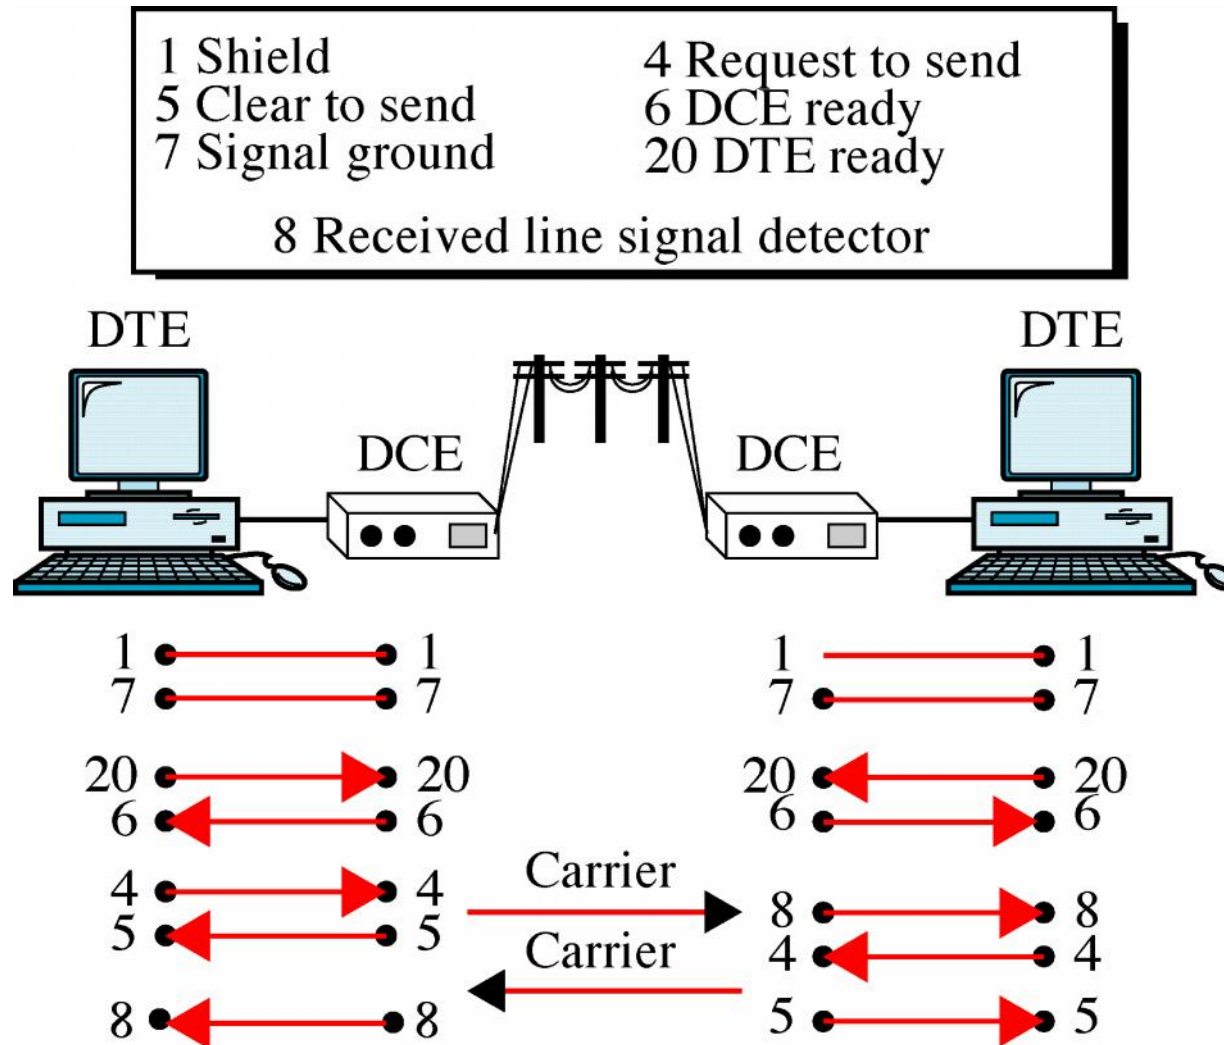 1 Shield 4 Request to send
5 Clear to send 6 DCE ready
7 Signal ground 20 DTE ready
8 Received line signal detector
DTE DTE
DCE DCE
1 1 1 1
7 7 7 7
20 20 20 20
6 6 6 6
Carrier
4 4 8 8
5 5 4 4
Carrier
8 8 5 5